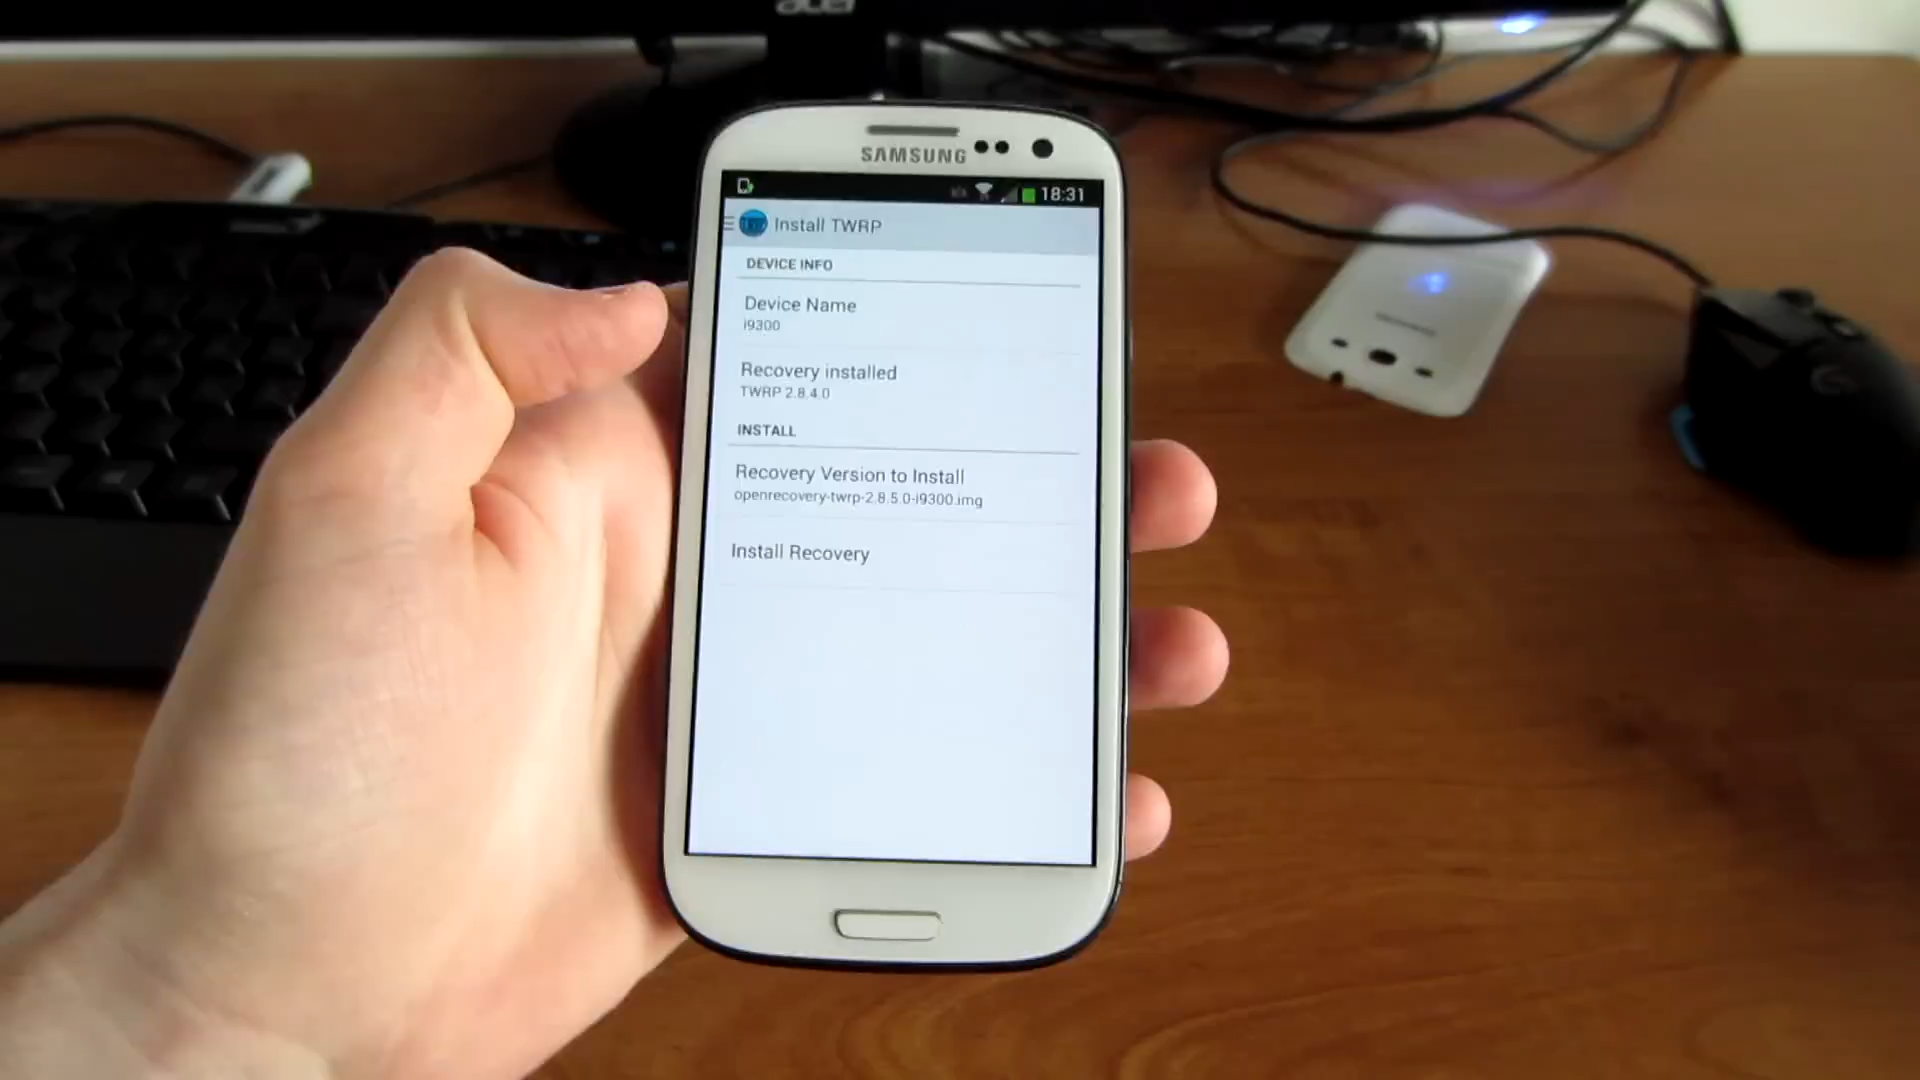 acer
SAMSUNG
18:31
Install TWRP
DEVICE INFO
Device Name
i9300
Recovery installed
TWRP 2.8.4.0
INSTALL
Recovery Version to Install
openrecovery-twrp-2.8.5.0-i9300.img
Install Recovery